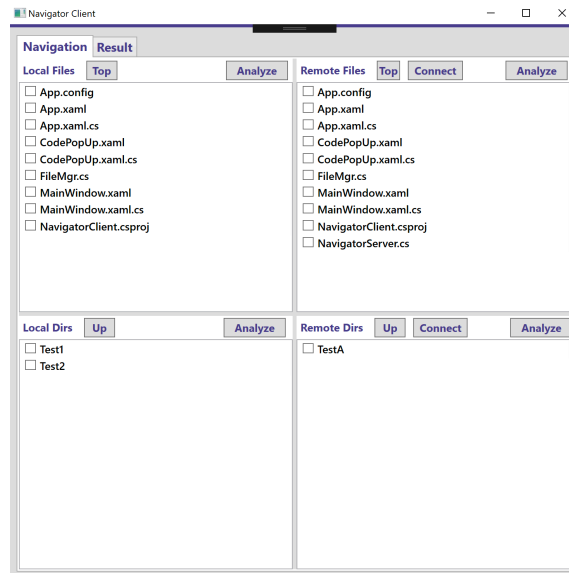 Navigator Client
Navigation Result
Local Files Top Analyze
App.config
App.xaml
App.xaml.cs
CodePopUp.xaml
CodePopUp.xaml.cs
FileMgr.cs
MainWindow.xaml
MainWindow.xaml.cs
NavigatorClient.csproj
Remote Files Top Connect Analyze
App.config
App.xaml
App.xaml.cs
CodePopUp.xaml
CodePopUp.xaml.cs
FileMgr.cs
MainWindow.xaml
MainWindow.xaml.cs
NavigatorClient.csproj
NavigatorServer.cs
Local Dirs Up Analyze
Test1
Test2
Remote Dirs Up Connect Analyze
TestA